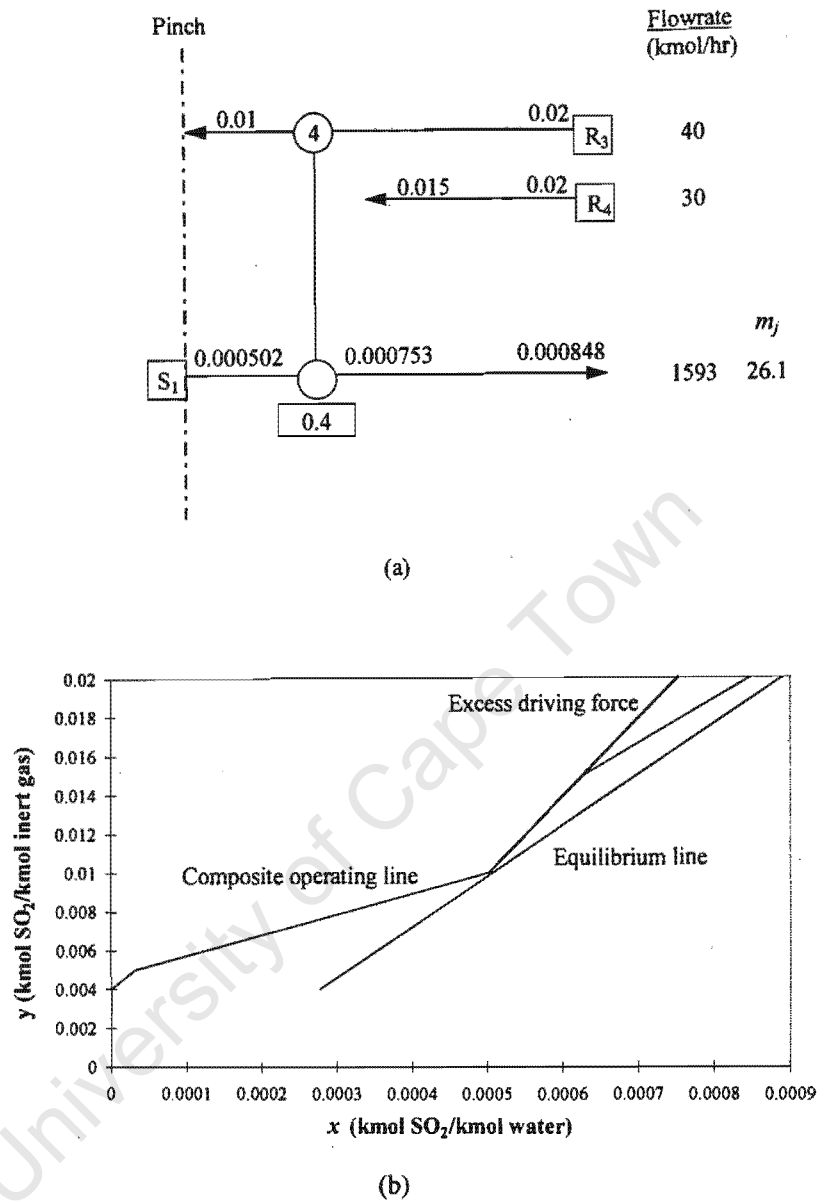 Pinch
Flowrate
(kmol/hr)
0.01
4
0.02
R3
40
0.015
0.02
R4
30
mj
S1
0.000502
0.000753
0.000848
1593
26.1
0.4
(a)
0.02
0.018
0.016
0.014
0.012
0.01
0.008
0.006
0.004
0.002
0
y (kmol SO2/kmol inert gas)
Excess driving force
Composite operating line
Equilibrium line
0
0.0001
0.0002
0.0003
0.0004
0.0005
0.0006
0.0007
0.0008
0.0009
x (kmol SO2/kmol water)
(b)
University of Cape Town